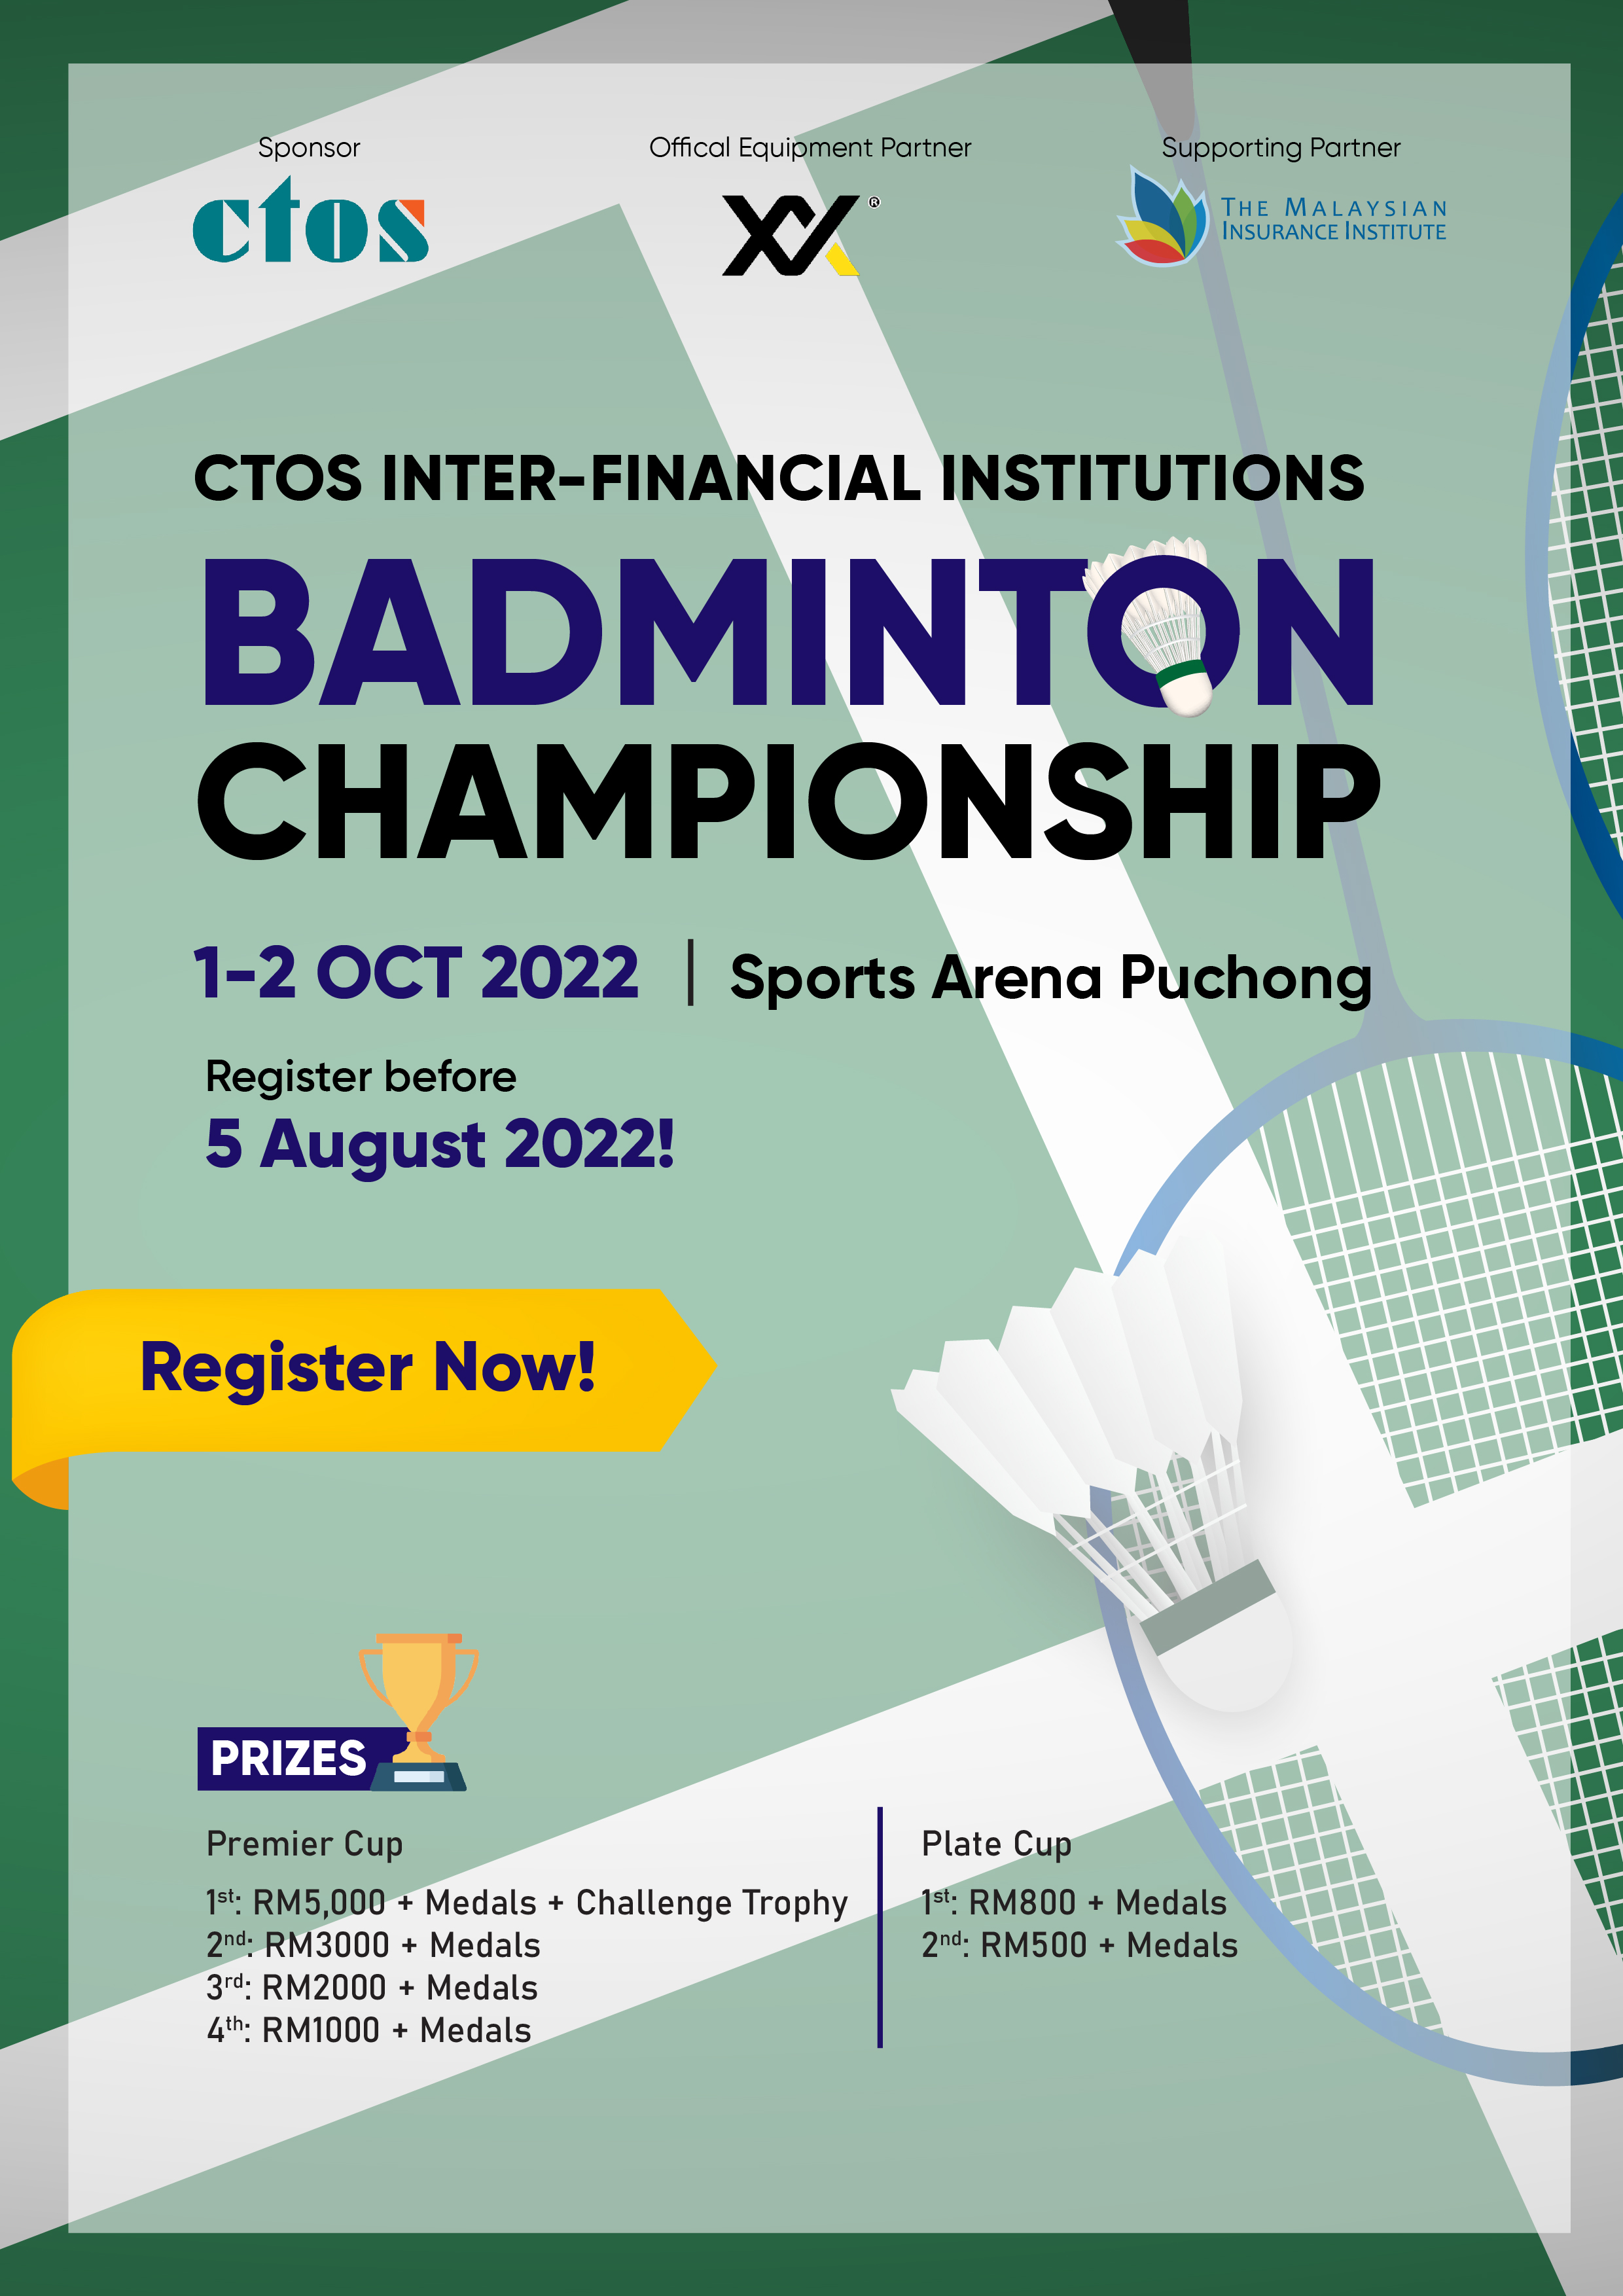 Sponsor
ctos
Offical Equipment Partner
®
Supporting Partner
THE MALAYSIAN
INSURANCE INSTITUTE
CTOS INTER-FINANCIAL INSTITUTIONS
BADMINTON
CHAMPIONSHIP
1-2 OCT 2022 | Sports Arena Puchong
Register before
5 August 2022!
Register Now!
PRIZES
Premier Cup
1st: RM5,000 + Medals + Challenge Trophy
2nd: RM3000 + Medals
3rd: RM2000 + Medals
4th: RM1000 + Medals
Plate Cup
1st: RM800 + Medals
2nd: RM500 + Medals